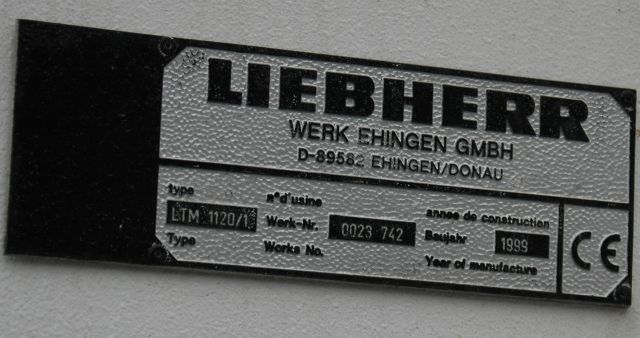 LIEBHERR
WERK EHINGEN GMBH
D-89582 EHINGEN/DONAU
type
LTM 1120/1
Type
n° d'usine
Werk-Nr.
Works No.
0023 742
annee de construction
Baujahr
1999
Year of manufacture
CE